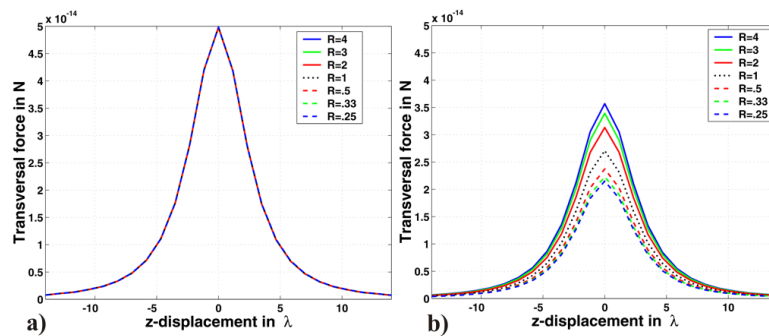 x 10^-14
Transversal force in N
5
4.5
4
3.5
3
2.5
2
1.5
1
0.5
0
R=4
R=3
R=2
R=1
R=.5
R=.33
R=.25
-10 -5 0 5 10
z-displacement in λ
a)
x 10^-14
Transversal force in N
5
4.5
4
3.5
3
2.5
2
1.5
1
0.5
0
R=4
R=3
R=2
R=1
R=.5
R=.33
R=.25
-10 -5 0 5 10
z-displacement in λ
b)